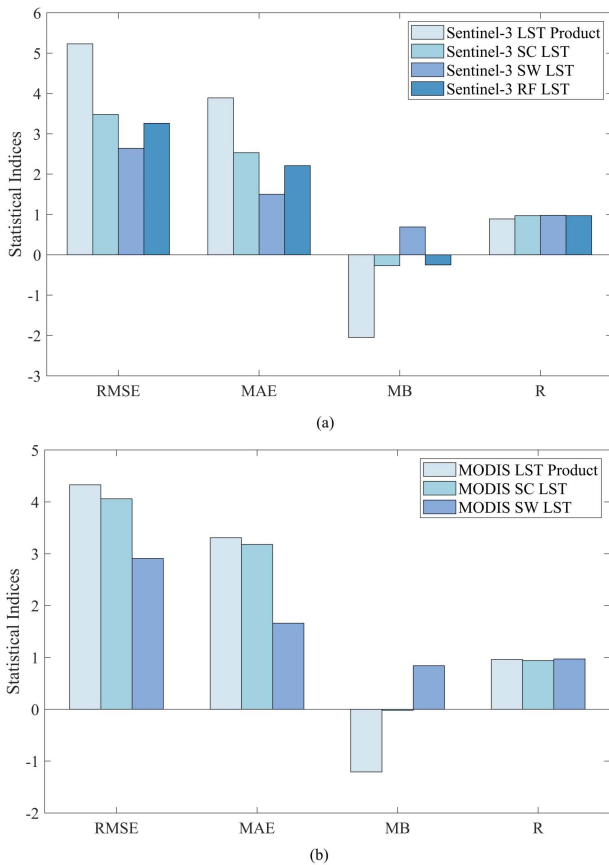 6
5
4
3
2
1
0
-1
-2
-3
Statistical Indices
Sentinel-3 LST Product
Sentinel-3 SC LST
Sentinel-3 SW LST
Sentinel-3 RF LST
RMSE MAE MB R
(a)
5
4
3
2
1
0
-1
-2
Statistical Indices
MODIS LST Product
MODIS SC LST
MODIS SW LST
RMSE MAE MB R
(b)